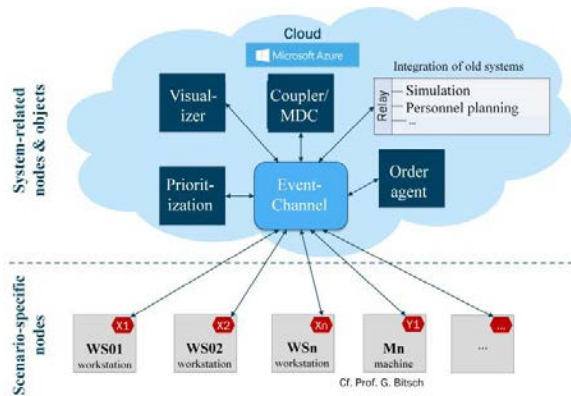 Cloud
Microsoft Azure
Integration of old systems
Visual-
izer
Coupler/
MDC
Relay
Simulation
Personnel planning
...
System-related
nodes & objects
Priorit-
ization
Event-
Channel
Order
agent
Scenario-specific
nodes
X1
WS01
workstation
X2
WS02
workstation
Xn
WSn
workstation
Y1
Mn
machine
...
...
Cf. Prof. G. Bitsch